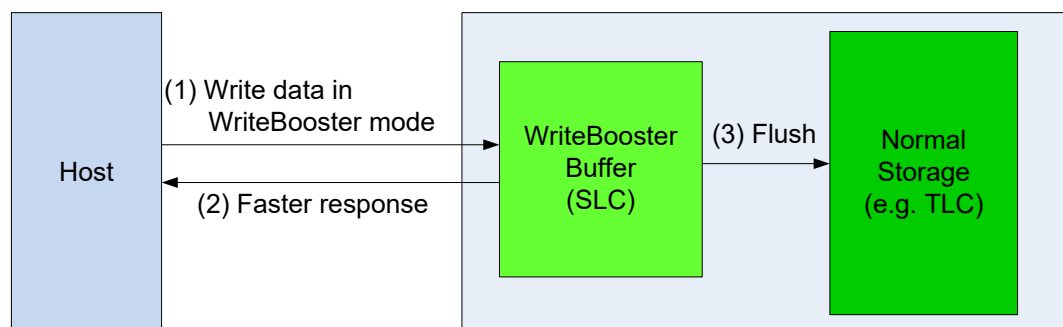 Host
(1) Write data in
WriteBooster mode
(2) Faster response
WriteBooster
Buffer
(SLC)
(3) Flush
Normal
Storage
(e.g. TLC)